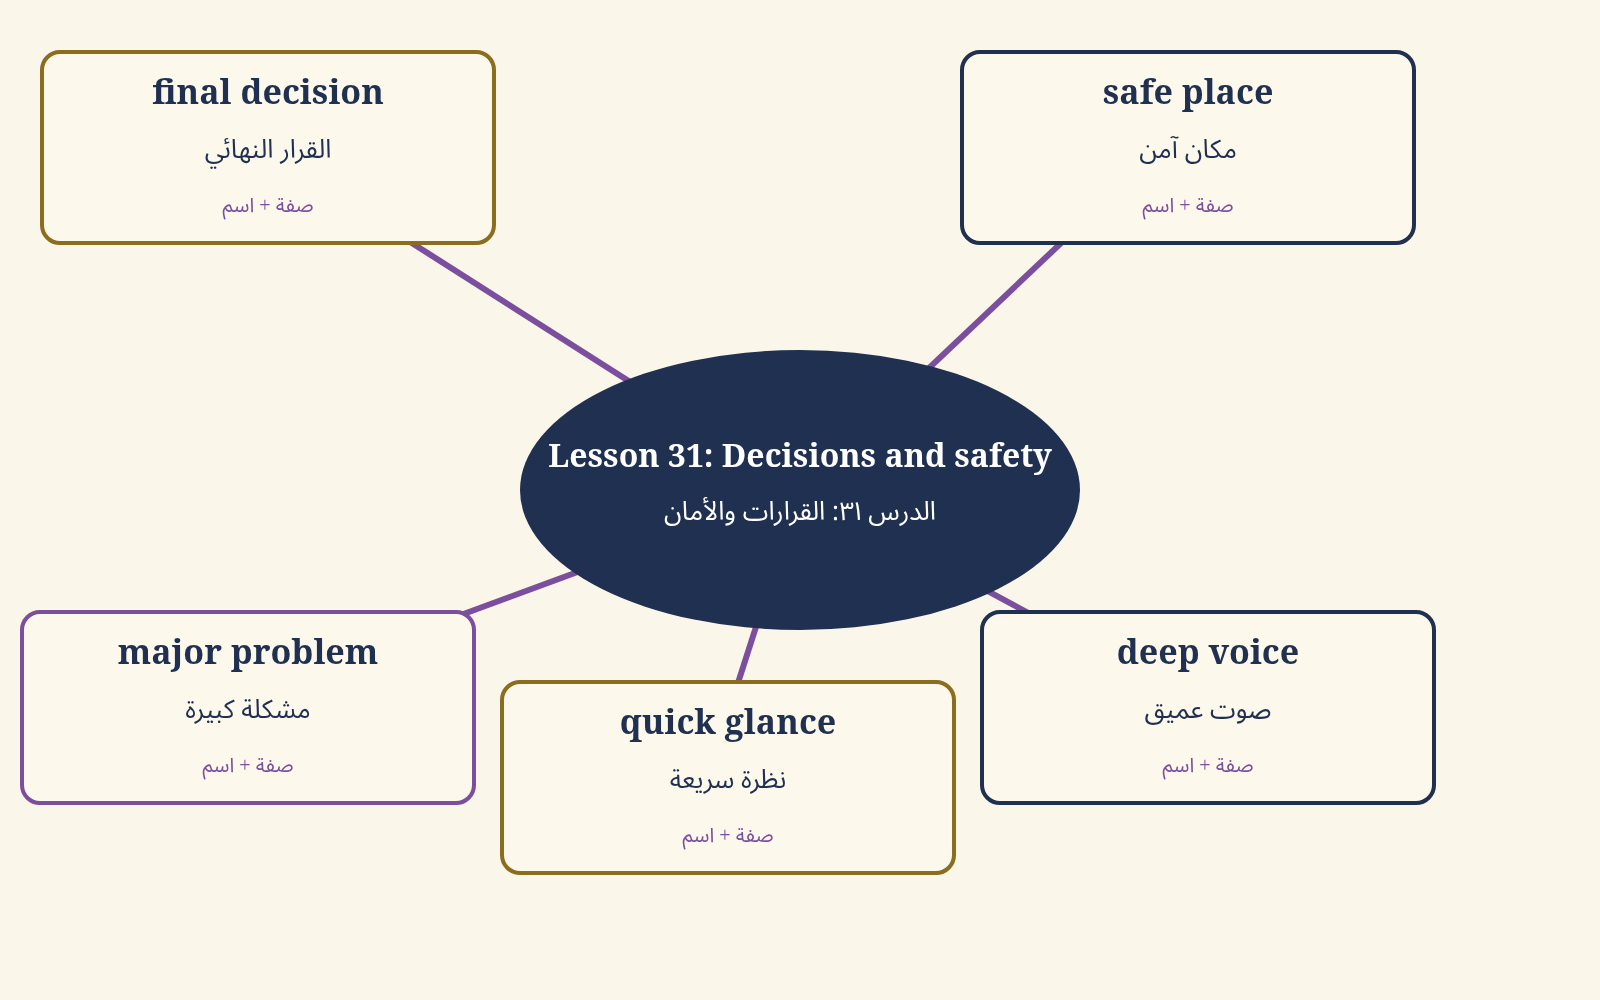 final decision
القرار النهائي
صفة + اسم
safe place
مكان آمن
صفة + اسم
Lesson 31: Decisions and safety
الدرس ٣١: القرارات والأمان
major problem
مشكلة كبيرة
صفة + اسم
quick glance
نظرة سريعة
صفة + اسم
deep voice
صوت عميق
صفة + اسم